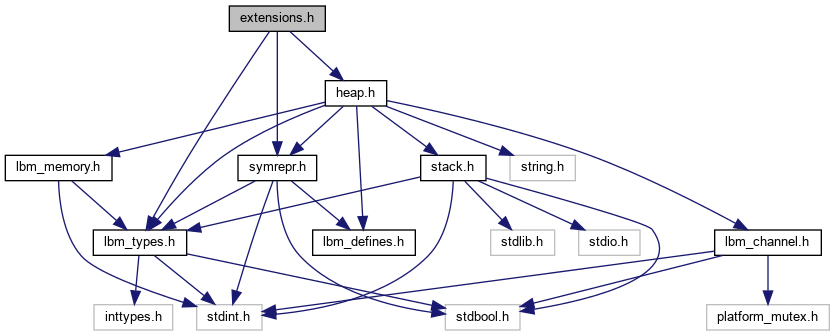 extensions.h
heap.h
lbm_memory.h
symrepr.h
stack.h
string.h
lbm_types.h
lbm_defines.h
stdlib.h
stdio.h
lbm_channel.h
inttypes.h
stdint.h
stdbool.h
platform_mutex.h